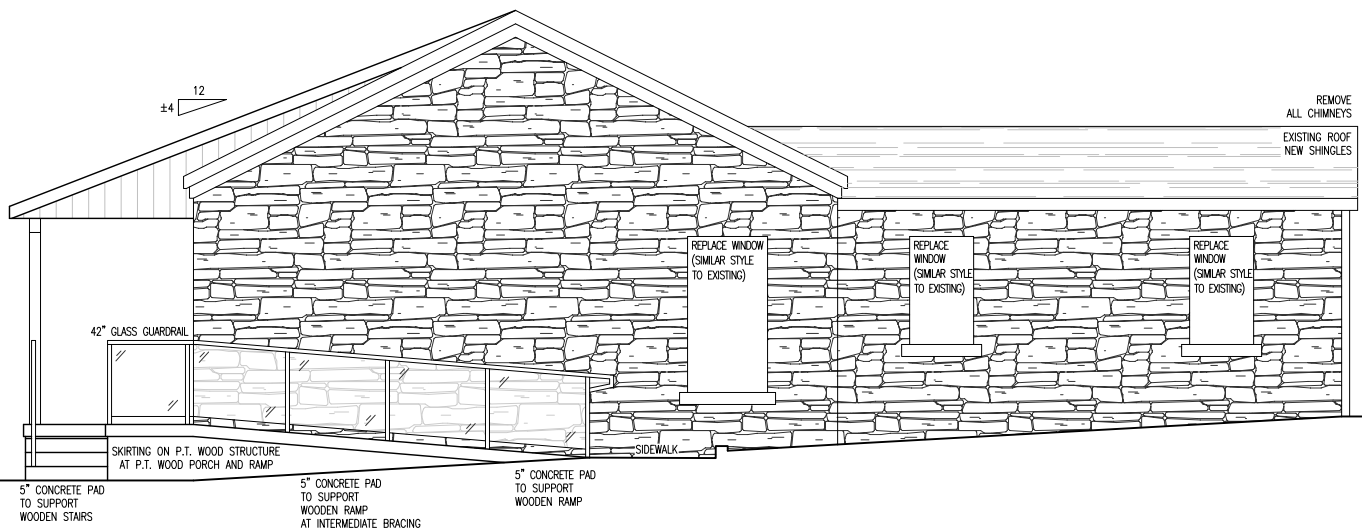 12
±4
REMOVE
ALL CHIMNEYS
EXISTING ROOF
NEW SHINGLES
REPLACE WINDOW
(SIMILAR STYLE
TO EXISTING)
REPLACE
WINDOW
(SIMILAR STYLE
TO EXISTING)
REPLACE
WINDOW
(SIMILAR STYLE
TO EXISTING)
42" GLASS GUARDRAIL
SKIRTING ON P.T. WOOD STRUCTURE
AT P.T. WOOD PORCH AND RAMP
SIDEWALK
5" CONCRETE PAD
TO SUPPORT
WOODEN STAIRS
5" CONCRETE PAD
TO SUPPORT
WOODEN RAMP
AT INTERMEDIATE BRACING
5" CONCRETE PAD
TO SUPPORT
WOODEN RAMP